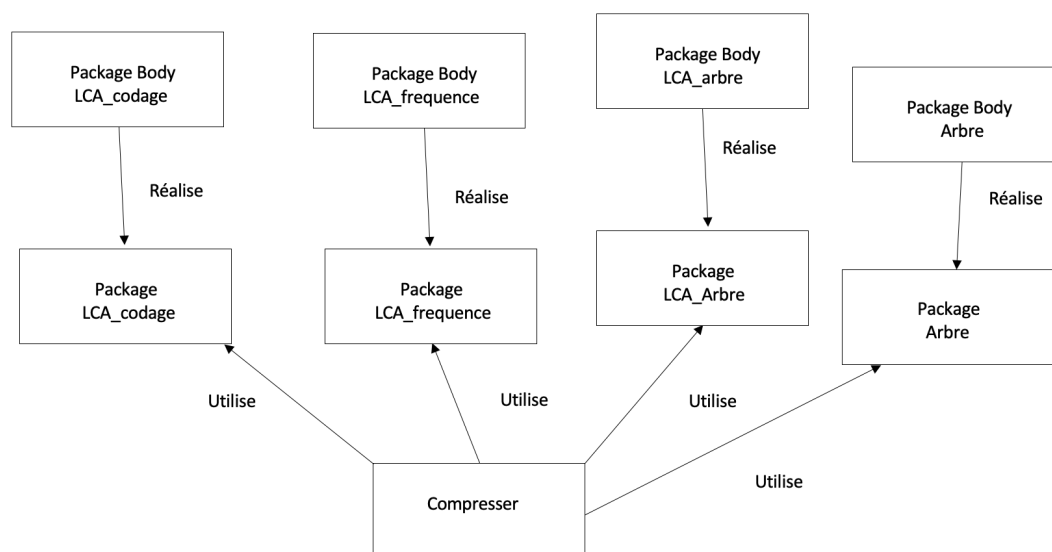 Package Body
LCA_codage
Package Body
LCA_frequence
Package Body
LCA_arbre
Package Body
Arbre
Réalise
Réalise
Réalise
Réalise
Package
LCA_codage
Package
LCA_frequence
Package
LCA_Arbre
Package
Arbre
Utilise
Utilise
Utilise
Utilise
Compresser